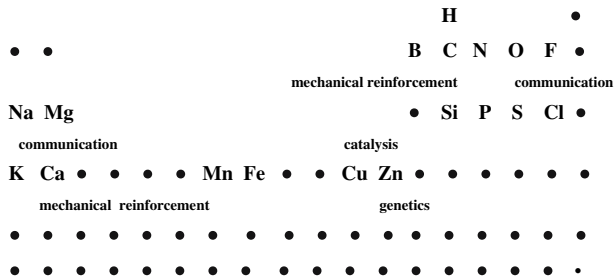 H •
• • B C N O F •
mechanical reinforcement communication
Na Mg • Si P S Cl •
communication catalysis
K Ca • • • • Mn Fe • • Cu Zn • • • • • •
mechanical reinforcement genetics
• • • • • • • • • • • • • • • • • •
• • • • • • • • • • • • • • • • • •